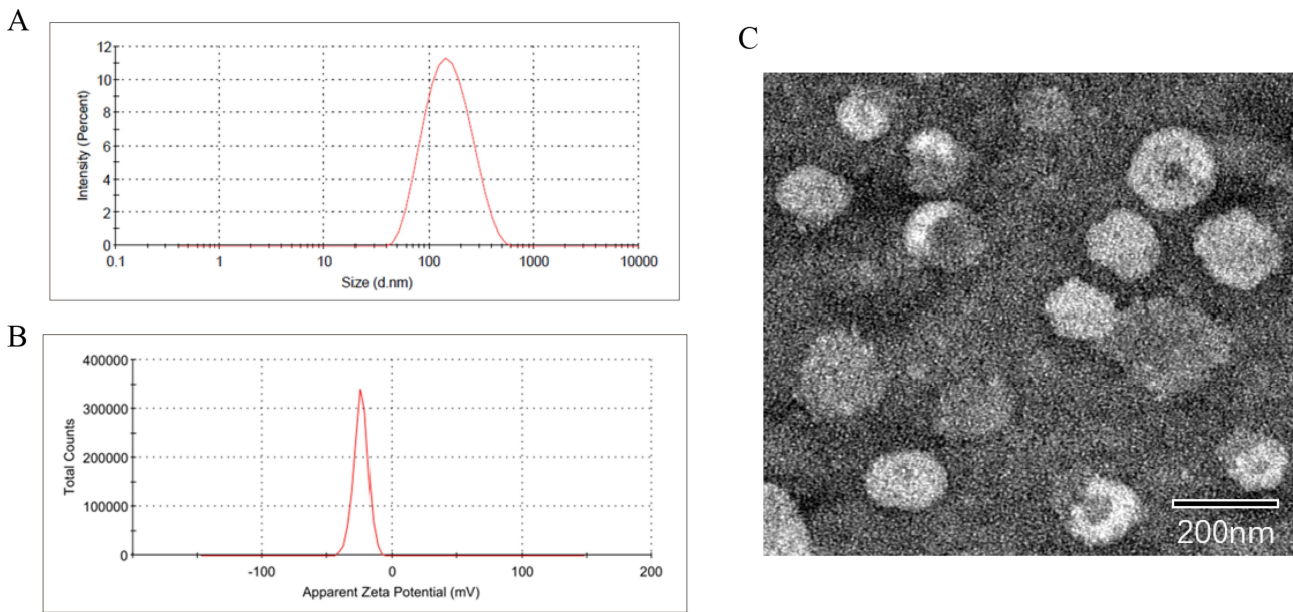 A
12
10
8
6
4
2
0
Intensity (Percent)
0.1 1 10 100 1000 10000
Size (d.nm)
B
400000
300000
200000
100000
0
Total Counts
-100 0 100 200
Apparent Zeta Potential (mV)
C
200nm